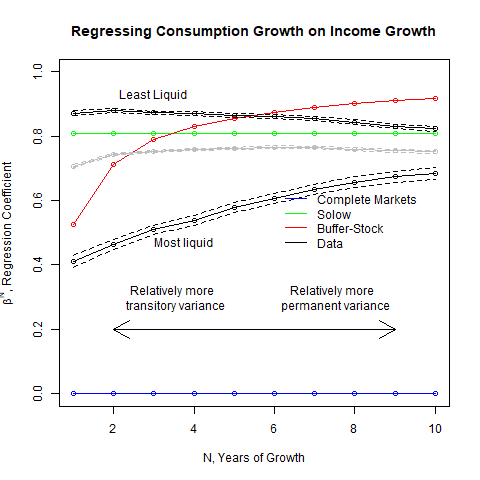 Regressing Consumption Growth on Income Growth
1.0
0.8
0.6
0.4
0.2
0.0
β^N, Regression Coefficient
Least Liquid
Most liquid
Complete Markets
Solow
Buffer-Stock
Data
Relatively more
transitory variance
Relatively more
permanent variance
2
4
6
8
10
N, Years of Growth